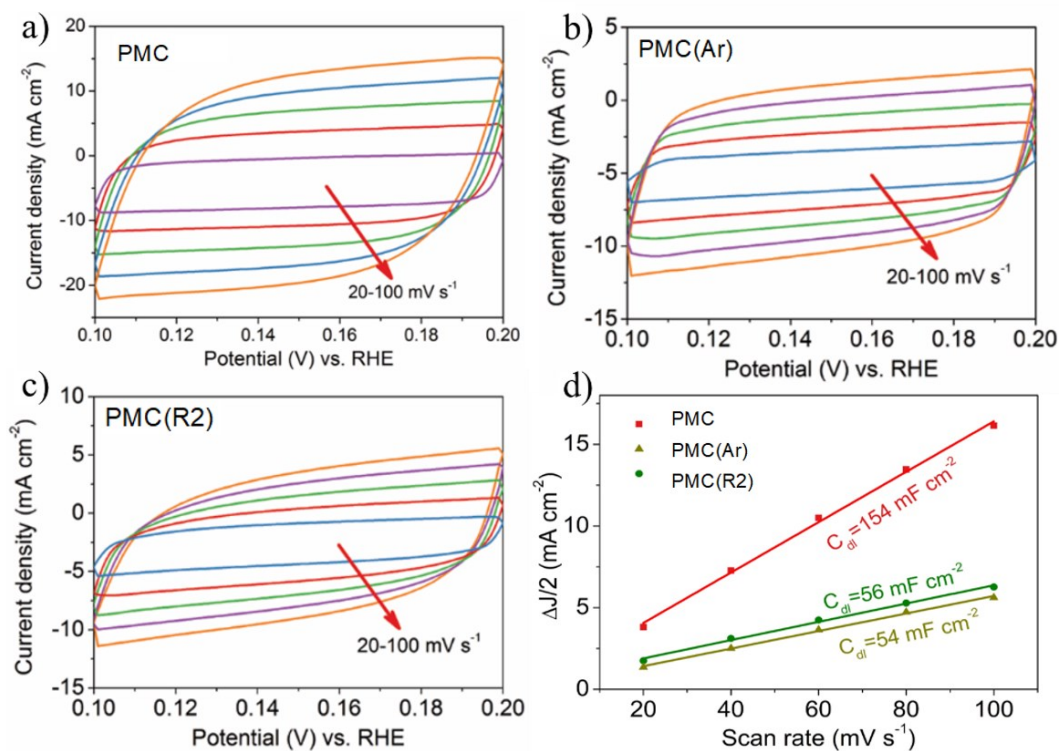 a)
PMC
20
10
0
-10
-20
Current density (mA cm-2)
20-100 mV s-1
0.10 0.12 0.14 0.16 0.18 0.20
Potential (V) vs. RHE
b)
PMC(Ar)
5
0
-5
-10
-15
Current density (mA cm-2)
20-100 mV s-1
0.10 0.12 0.14 0.16 0.18 0.20
Potential (V) vs. RHE
c)
PMC(R2)
10
5
0
-5
-10
-15
Current density (mA cm-2)
20-100 mV s-1
0.10 0.12 0.14 0.16 0.18 0.20
Potential (V) vs. RHE
d)
PMC
PMC(Ar)
PMC(R2)
15
10
5
0
ΔJ/2 (mA cm-2)
Cdl=154 mF cm-2
Cdl=56 mF cm-2
Cdl=54 mF cm-2
20 40 60 80 100
Scan rate (mV s-1)